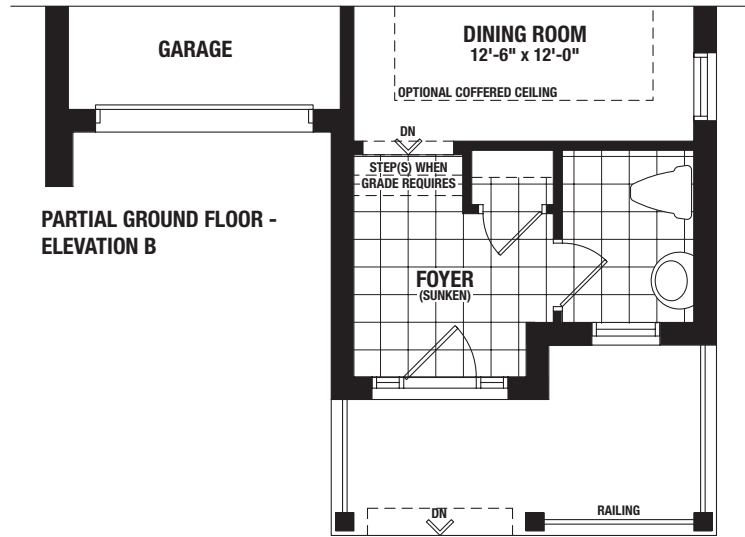 GARAGE
DINING ROOM
12'-6" x 12'-0"
OPTIONAL COFFERED CEILING
DN
STEP(S) WHEN
GRADE REQUIRES
PARTIAL GROUND FLOOR -
ELEVATION B
FOYER
(SUNKEN)
DN
RAILING